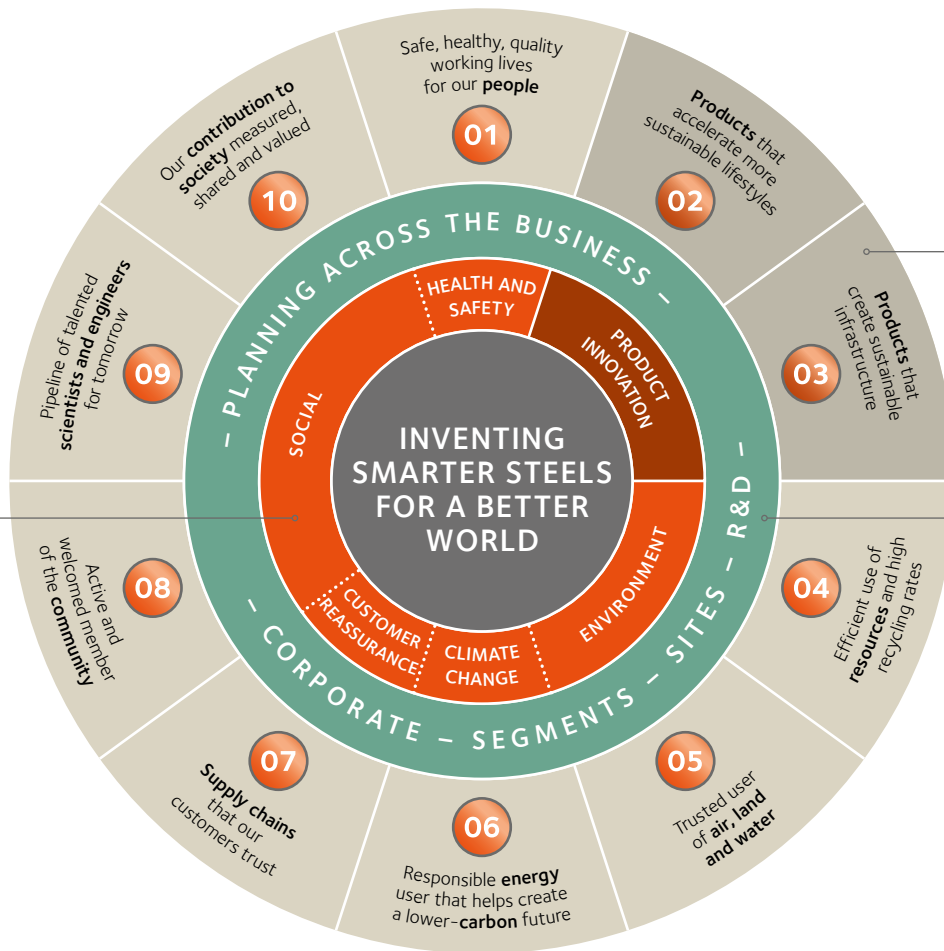 Safe, healthy, quality
working lives
for our people
01
Products that
accelerate more
sustainable lifestyles
02
Products that
create sustainable
infrastructure
03
Efficient use of
resources and high
recycling rates
04
Trusted user
of air, land
and water
05
Responsible energy
user that helps create
a lower-carbon future
06
Supply chains
that our
customers trust
07
Active and
welcomed member
of the community
08
Pipeline of talented
scientists and engineers
for tomorrow
09
Our contribution to
society measured,
shared and valued
10
– PLANNING ACROSS THE BUSINESS –
– CORPORATE – SEGMENTS – SITES – R&D –
HEALTH AND
SAFETY
PRODUCT
INNOVATION
ENVIRONMENT
CLIMATE
CHANGE
CUSTOMER
REASSURANCE
SOCIAL
INVENTING
SMARTER STEELS
FOR A BETTER
WORLD